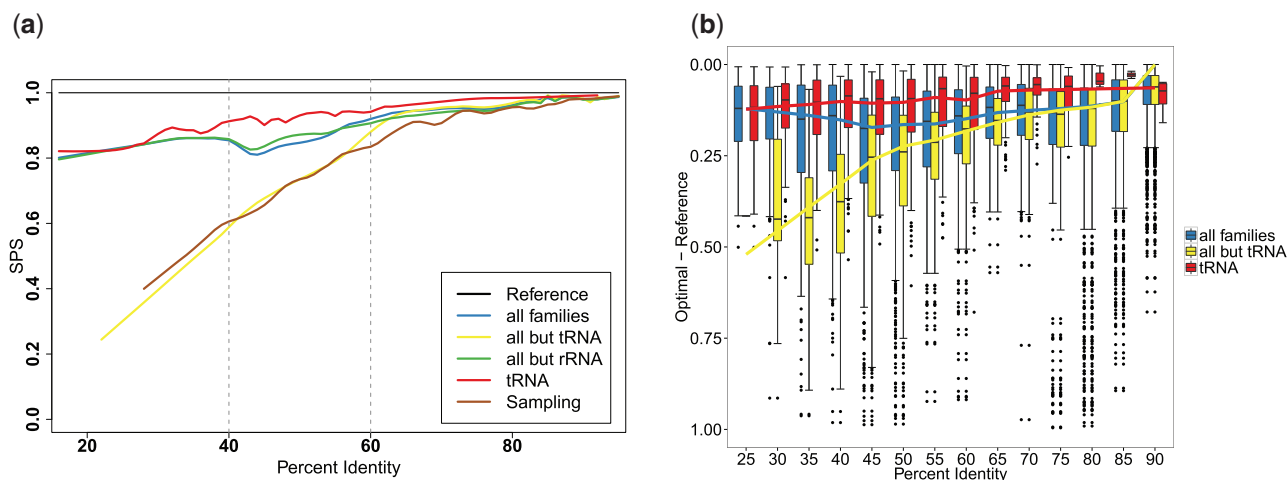 (a)
SPS
0.0
0.2
0.4
0.6
0.8
1.0
20
40
60
80
Percent Identity
Reference
all families
all but tRNA
all but rRNA
tRNA
Sampling
(b)
Optimal – Reference
0.00
0.25
0.50
0.75
1.00
25 30 35 40 45 50 55 60 65 70 75 80 85 90
Percent Identity
all families
all but tRNA
tRNA